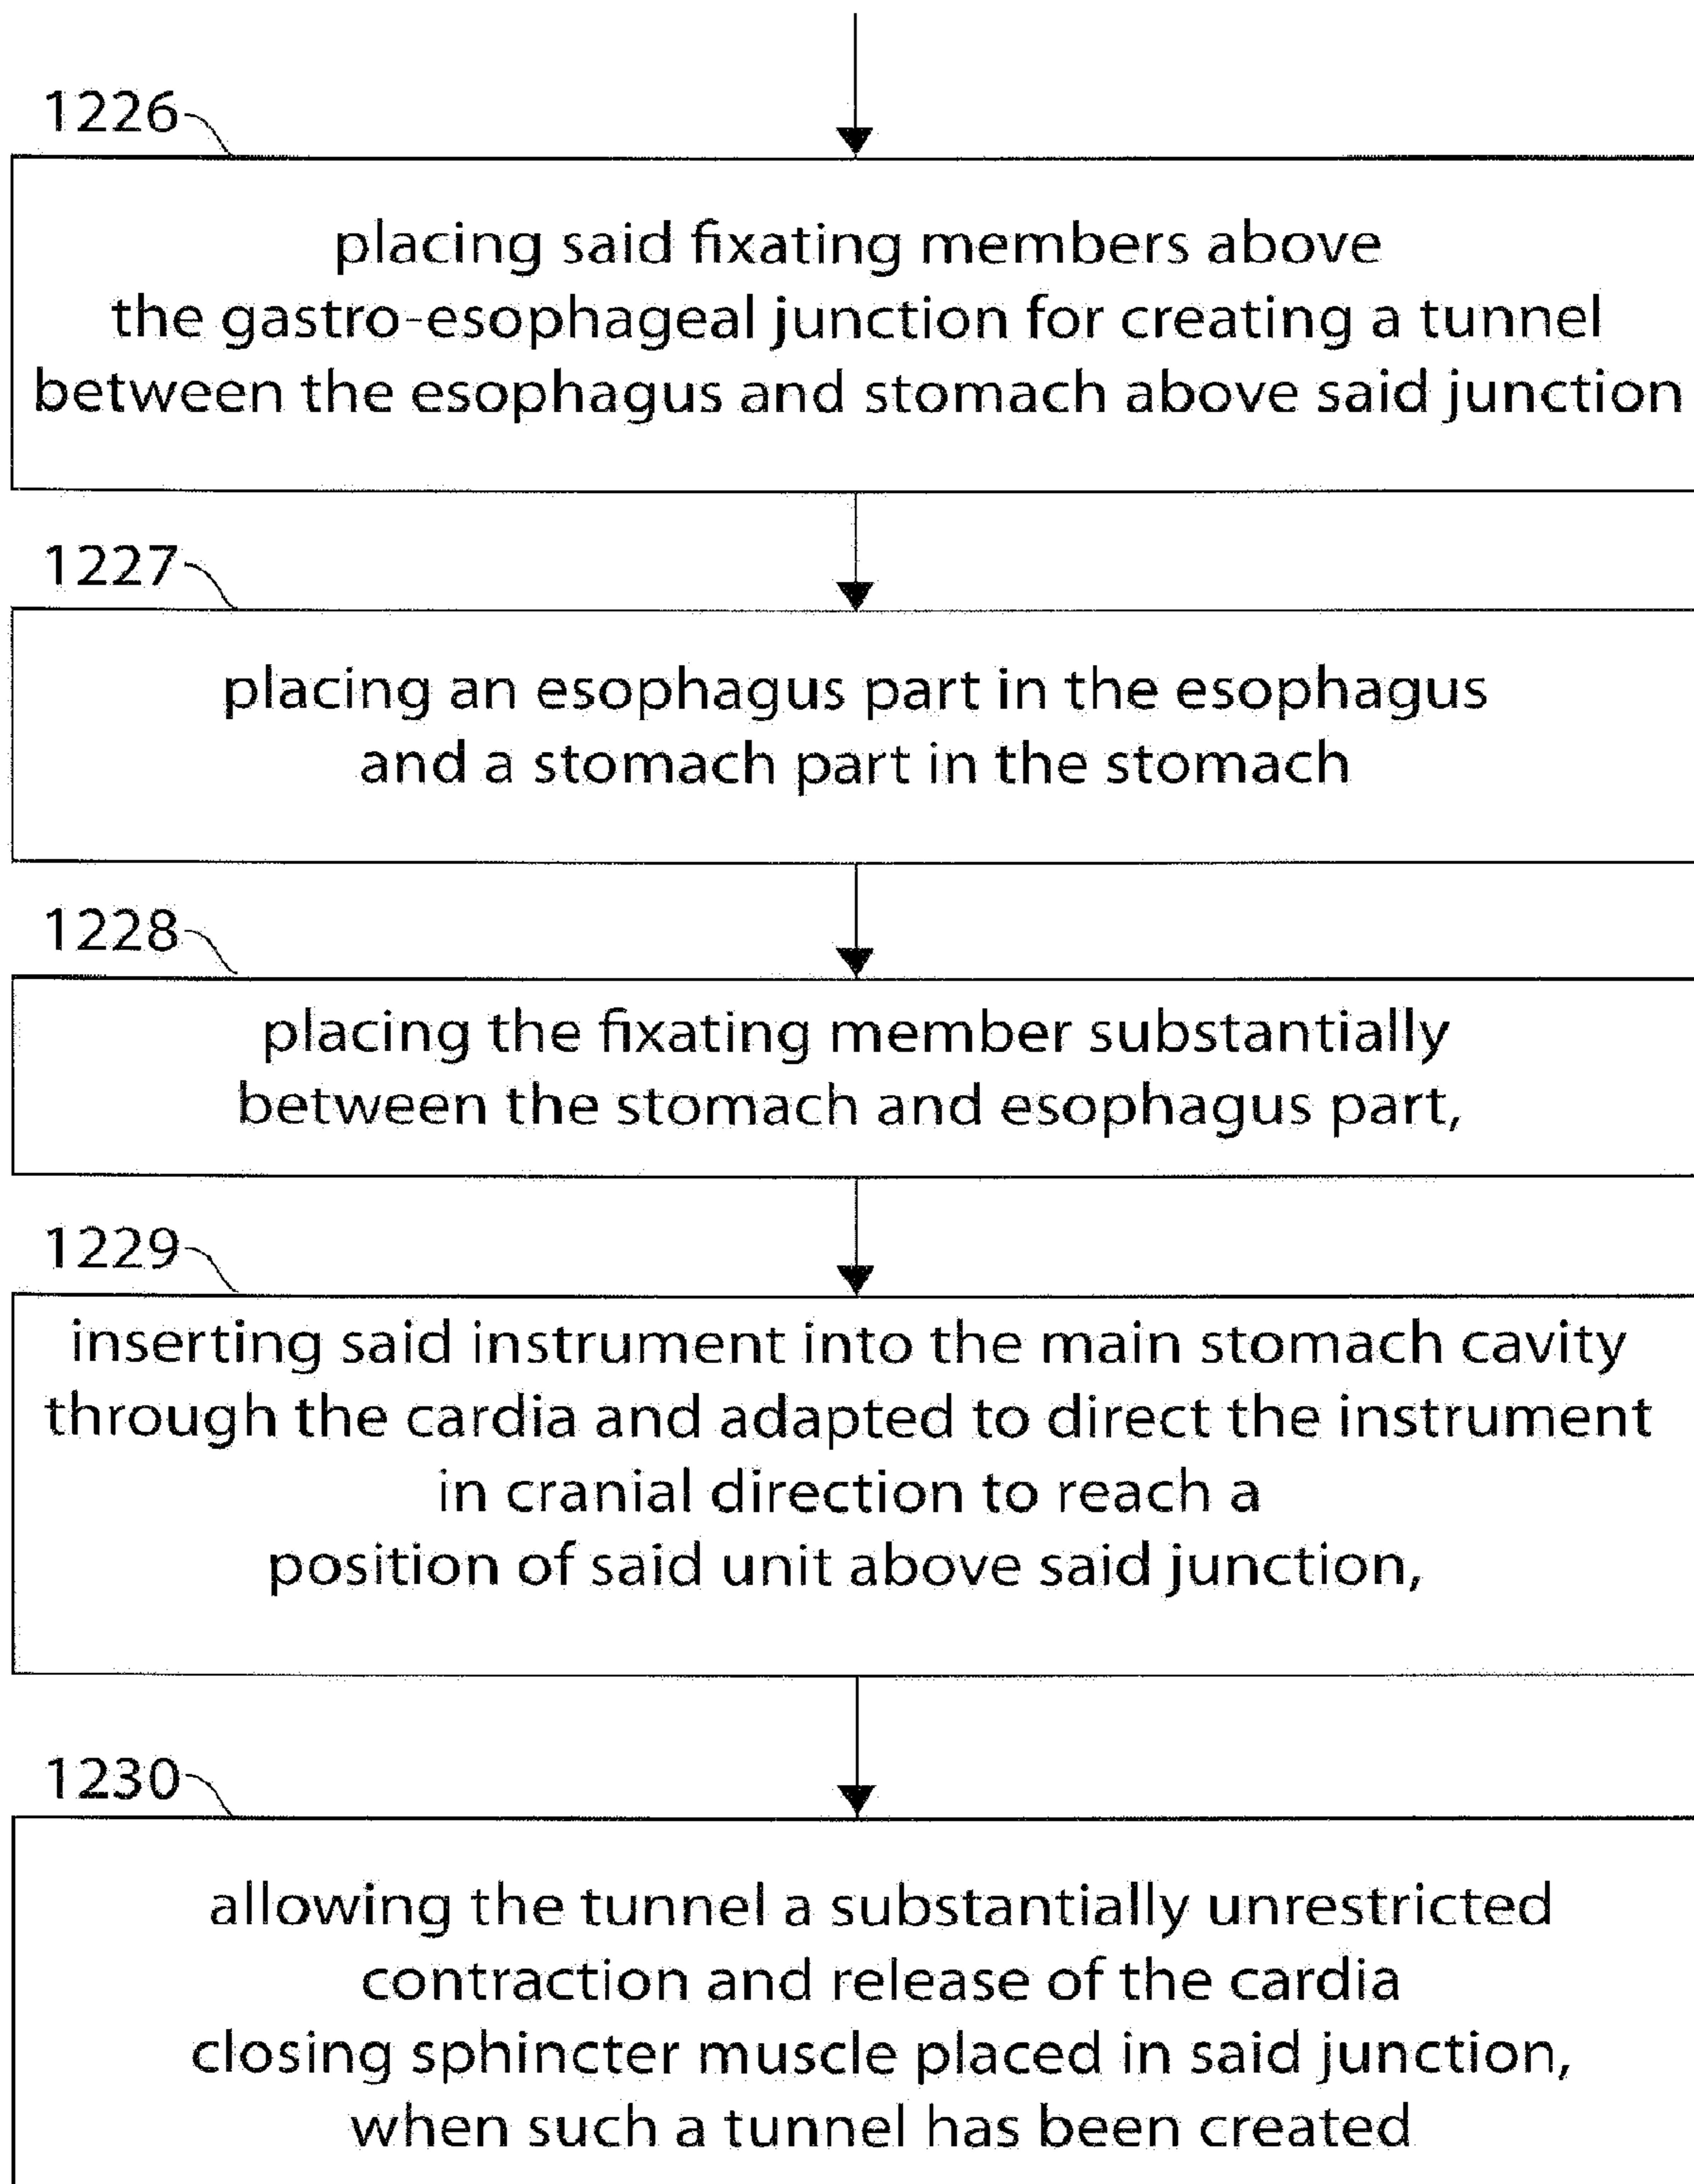 1226
placing said fixating members above
the gastro-esophageal junction for creating a tunnel
between the esophagus and stomach above said junction
1227
placing an esophagus part in the esophagus
and a stomach part in the stomach
1228
placing the fixating member substantially
between the stomach and esophagus part,
1229
inserting said instrument into the main stomach cavity
through the cardia and adapted to direct the instrument
in cranial direction to reach a
position of said unit above said junction,
1230
allowing the tunnel a substantially unrestricted
contraction and release of the cardia
closing sphincter muscle placed in said junction,
when such a tunnel has been created